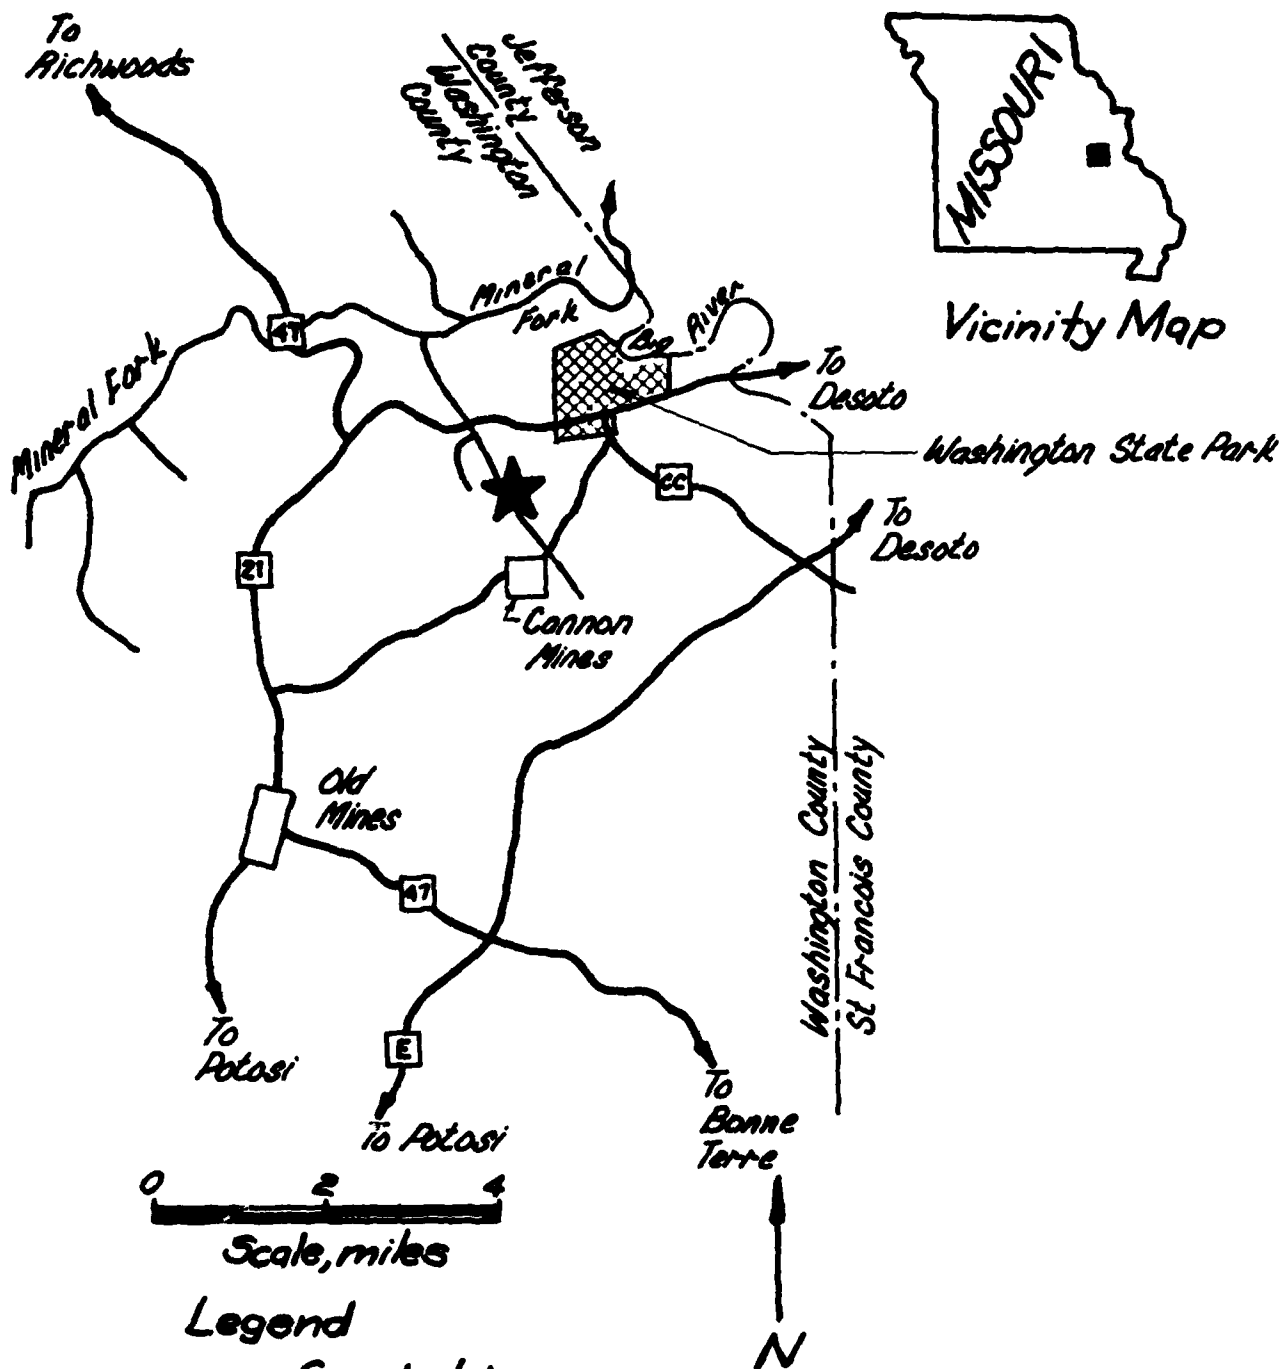 To
Richwoods
Jefferson
County
Washington
County
MISSOURI
Vicinity Map
Mineral
Fork
Big River
47
Mineral Fork
To
Desoto
Washington State Park
CC
To
Desoto
21
Cannon
Mines
Old
Mines
47
Washington County
St Francois County
To
Potosi
E
To Potosi
To
Bonne
Terre
0 2 4
Scale, miles
Legend
N